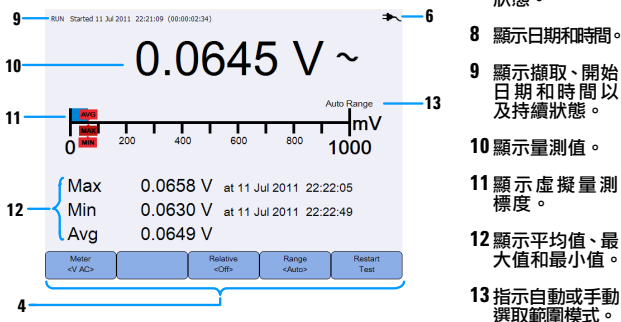 9
RUN Started 11 Jul 2011 22:21:09 (00:00:02:34)
6
10
0.0645 V ~
Auto Range
13
11
AVG
MAX
MIN
mV
0
200
400
600
800
1000
12
Max 0.0658 V at 11 Jul 2011 22:22:05
Min 0.0630 V at 11 Jul 2011 22:22:49
Avg 0.0649 V
Meter
<V AC>
Relative
<Off>
Range
<Auto>
Restart
Test
4
狀態。
8 顯示日期和時間。
9 顯示擷取、開始
日期和時間以
及持續狀態。
10 顯示量測值。
11 顯示虛擬量測
標度。
12 顯示平均值、最
大值和最小值。
13 指示自動或手動
選取範圍模式。